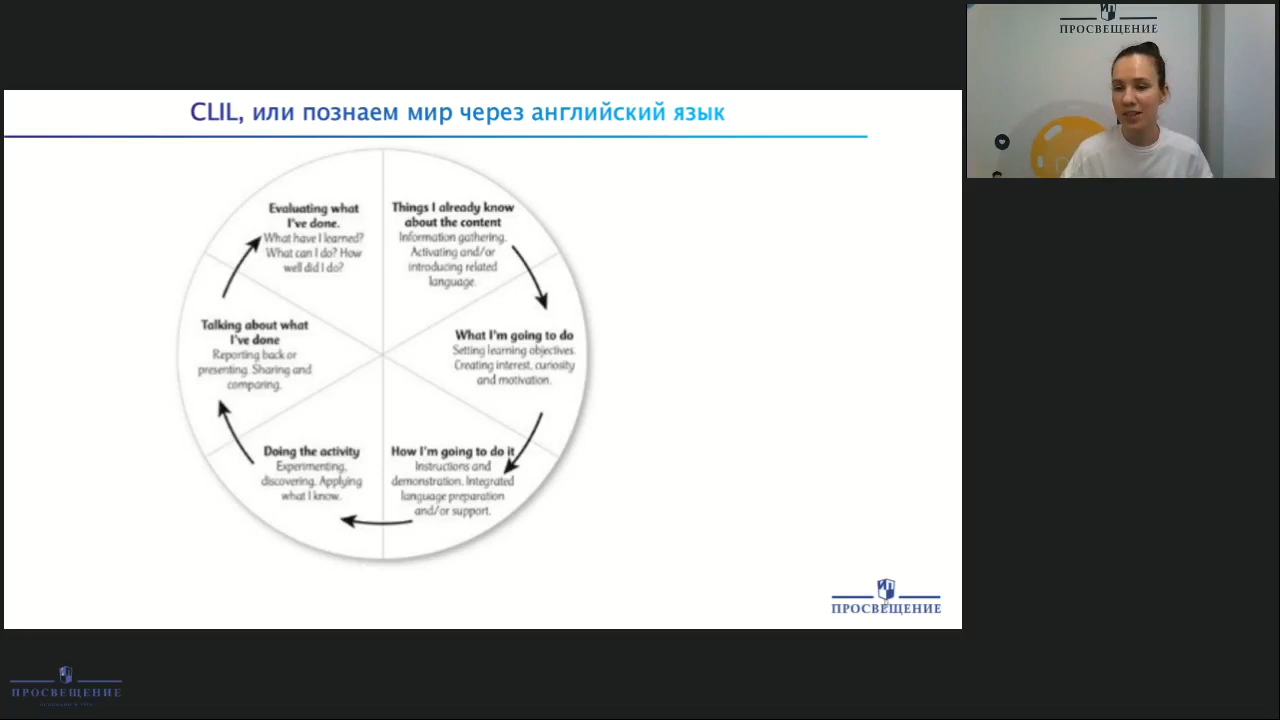 ПРОСВЕЩЕНИЕ
CLIL, или познаем мир через английский язык
Evaluating what
I've done.
What have I learned?
What can I do? How
well did I do?
Things I already know
about the content
Information gathering.
Activating and/or
introducing related
language.
Talking about what
I've done
Reporting back or
presenting. Sharing and
comparing.
What I'm going to do
Setting learning objectives.
Creating interest, curiosity
and motivation.
Doing the activity
Experimenting,
discovering. Applying
what I know.
How I'm going to do it
Instructions and
demonstration. Integrated
language preparation
and/or support.
ПРОСВЕЩЕНИЕ
ПРОСВЕЩЕНИЕ